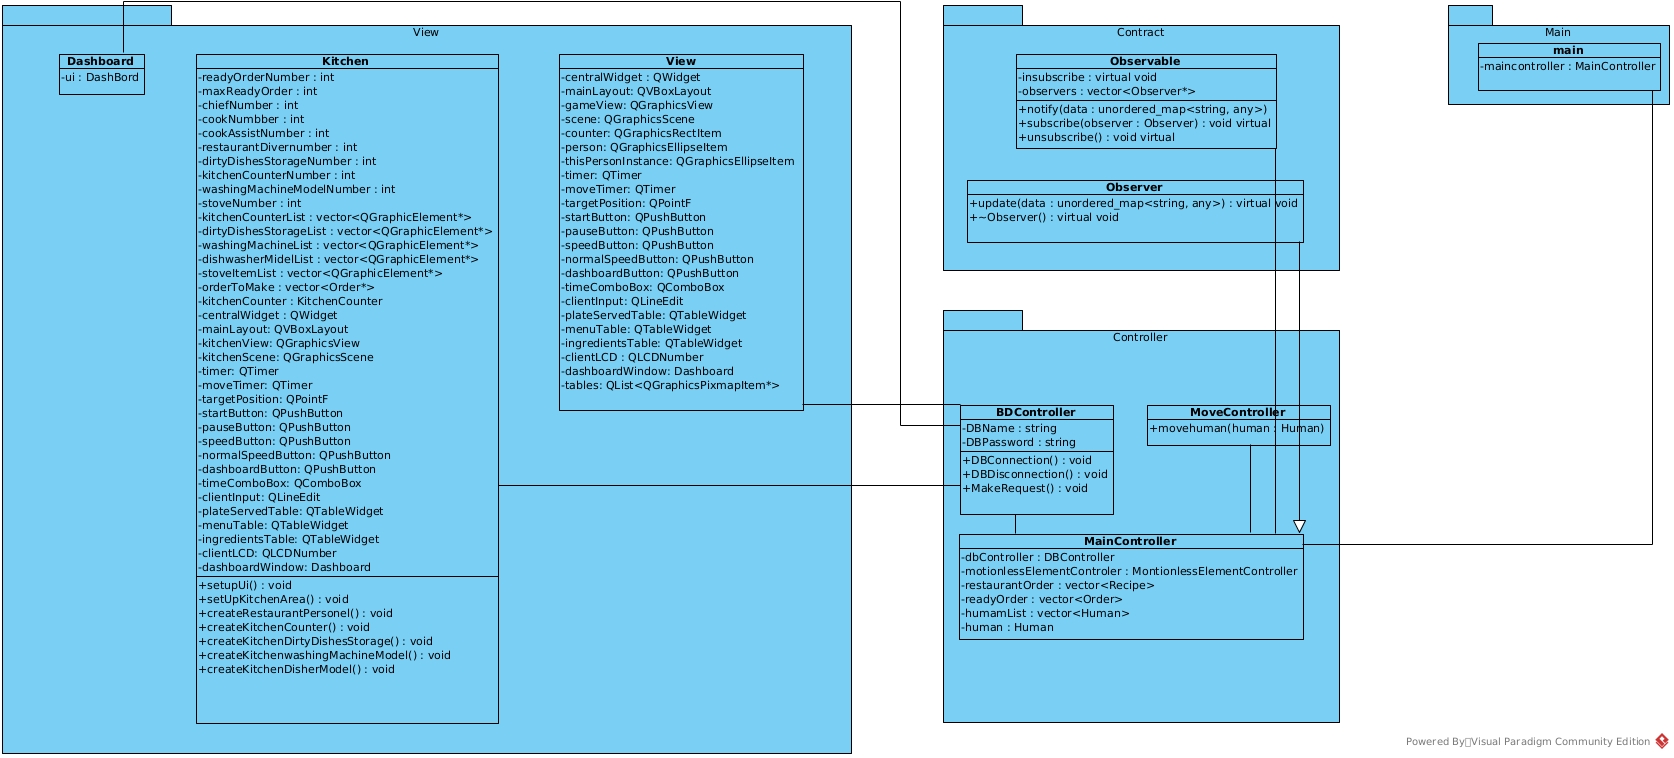 View
Dashboard
-ui : DashBord
Kitchen
-readyOrderNumber : int
-maxReadyOrder : int
-chiefNumber : int
-cookNumbber : int
-cookAssistNumber : int
-restaurantDivernumber : int
-dirtyDishesStorageNumber : int
-kitchenCounterNumber : int
-washingMachineModelNumber : int
-stoveNumber : int
-kitchenCounterList : vector<QGraphicElement*>
-dirtyDishesStorageList : vector<QGraphicElement*>
-washingMachineList : vector<QGraphicElement*>
-dishwasherMidelList : vector<QGraphicElement*>
-stoveItemList : vector<QGraphicElement*>
-orderToMake : vector<Order*>
-kitchenCounter : KitchenCounter
-centralWidget : QWidget
-mainLayout: QVBoxLayout
-kitchenView: QGraphicsView
-kitchenScene: QGraphicsScene
-timer: QTimer
-moveTimer: QTimer
-targetPosition: QPointF
-startButton: QPushButton
-pauseButton: QPushButton
-speedButton: QPushButton
-normalSpeedButton: QPushButton
-dashboardButton: QPushButton
-timeComboBox: QComboBox
-clientInput: QLineEdit
-plateServedTable: QTableWidget
-menuTable: QTableWidget
-ingredientsTable: QTableWidget
-clientLCD: QLCDNumber
-dashboardWindow: Dashboard
+setupUi() : void
+setUpKitchenArea() : void
+createRestaurantPersonel() : void
+createKitchenCounter() : void
+createKitchenDirtyDishesStorage() : void
+createKitchenwashingMachineModel() : void
+createKitchenDisherModel() : void
View
-centralWidget : QWidget
-mainLayout: QVBoxLayout
-gameView: QGraphicsView
-scene: QGraphicsScene
-counter: QGraphicsRectItem
-person: QGraphicsEllipseItem
-thisPersonInstance: QGraphicsEllipseItem
-timer: QTimer
-moveTimer: QTimer
-targetPosition: QPointF
-startButton: QPushButton
-pauseButton: QPushButton
-speedButton: QPushButton
-normalSpeedButton: QPushButton
-dashboardButton: QPushButton
-timeComboBox: QComboBox
-clientInput: QLineEdit
-plateServedTable: QTableWidget
-menuTable: QTableWidget
-ingredientsTable: QTableWidget
-clientLCD : QLCDNumber
-dashboardWindow: Dashboard
-tables: QList<QGraphicsPixmapItem*>
Contract
Observable
-insubscribe : virtual void
-observers : vector<Observer*>
+notify(data : unordered_map<string, any>)
+subscribe(observer : Observer) : void virtual
+unsubscribe() : void virtual
Observer
+update(data : unordered_map<string, any>) : virtual void
+~Observer() : virtual void
Controller
BDController
-DBName : string
-DBPassword : string
+DBConnection() : void
+DBDisconnection() : void
+MakeRequest() : void
MoveController
+movehuman(human : Human)
MainController
-dbController : DBController
-motionlessElementControler : MontionlessElementController
-restaurantOrder : vector<Recipe>
-readyOrder : vector<Order>
-humamList : vector<Human>
-human : Human
Main
main
-maincontroller : MainController
Powered By Visual Paradigm Community Edition